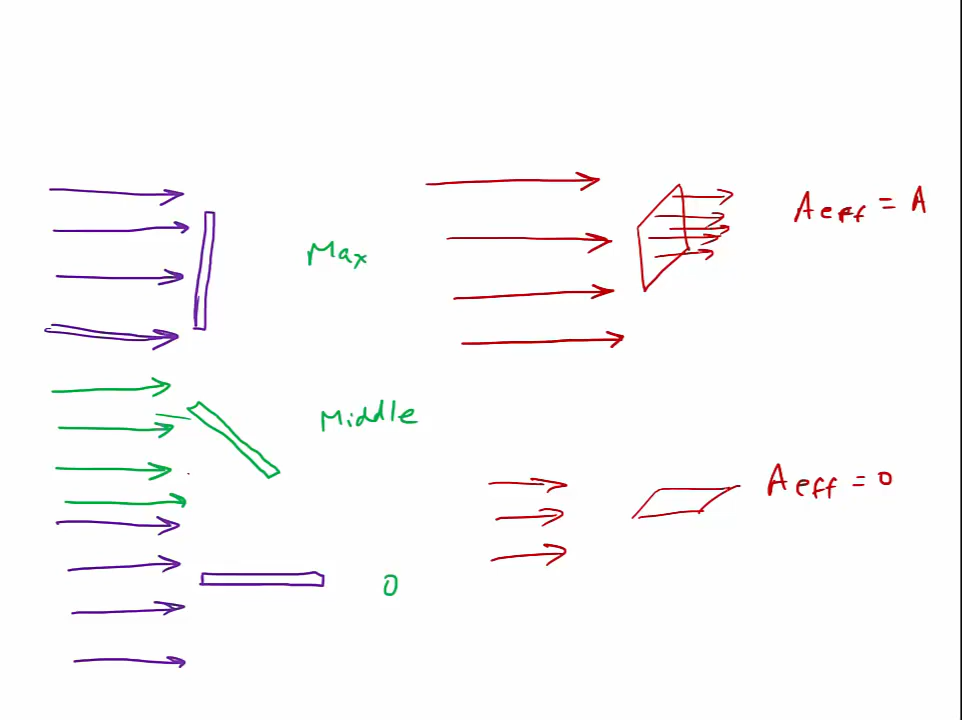 Max
Aeff = A
Middle
Aeff = 0
0